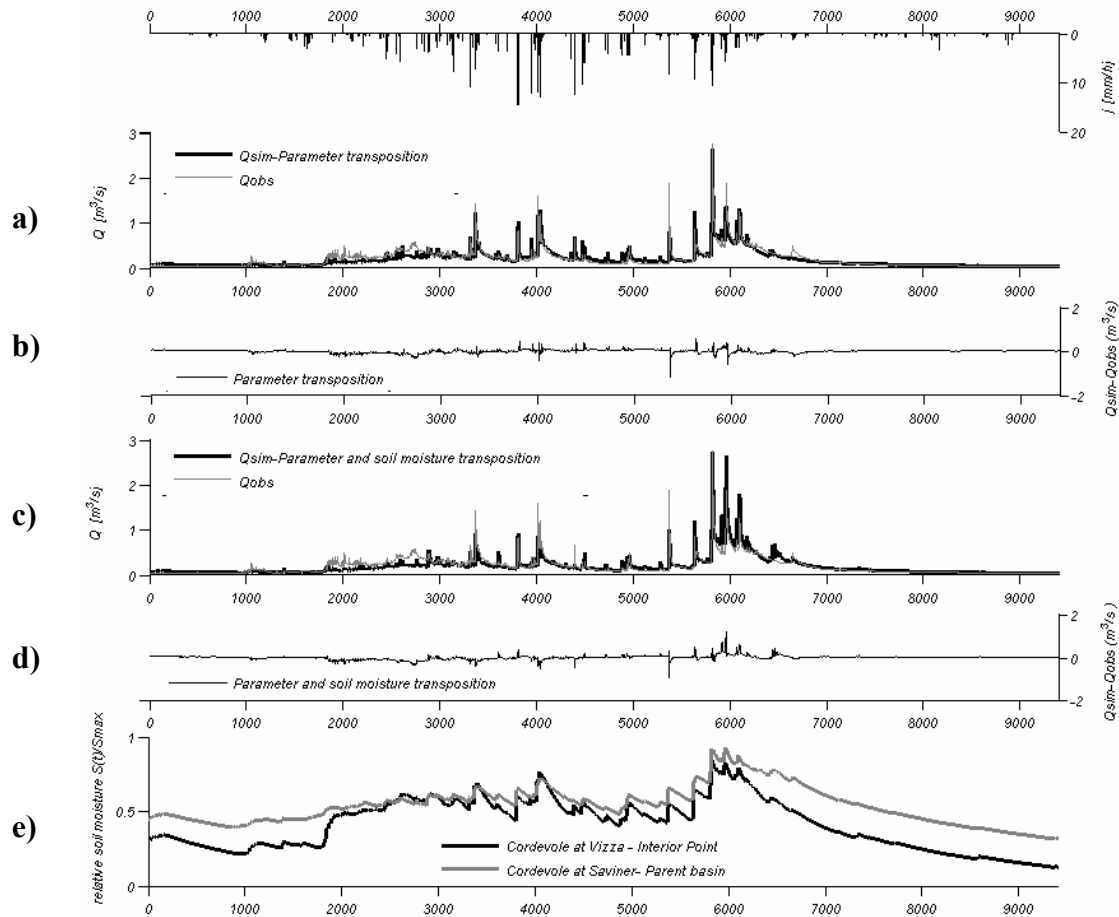 0 1000 2000 3000 4000 5000 6000 7000 8000 9000
0
10
20
j [mm/h]
a)
3
2
1
0
Q [m³/s]
Qsim-Parameter transposition
Qobs
0 1000 2000 3000 4000 5000 6000 7000 8000 9000
b)
2
0
-2
Qsim-Qobs (m³/s)
Parameter transposition
0 1000 2000 3000 4000 5000 6000 7000 8000 9000
c)
3
2
1
0
Q [m³/s]
Qsim-Parameter and soil moisture transposition
Qobs
0 1000 2000 3000 4000 5000 6000 7000 8000 9000
d)
2
0
-2
Qsim-Qobs (m³/s)
Parameter and soil moisture transposition
0 1000 2000 3000 4000 5000 6000 7000 8000 9000
e)
1
0.5
0
relative soil moisture S(t)/Smax
Cordevole at Vizza - Interior Point
Cordevole at Saviner- Parent basin
0 1000 2000 3000 4000 5000 6000 7000 8000 9000